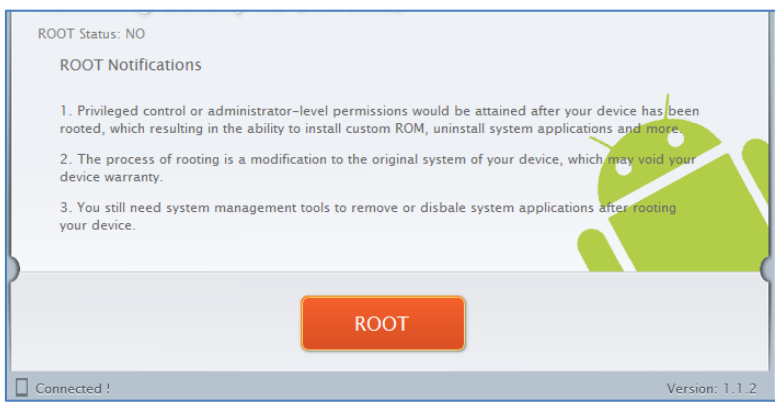 ROOT Status: NO
ROOT Notifications
1. Privileged control or administrator-level permissions would be attained after your device has been
rooted, which resulting in the ability to install custom ROM, uninstall system applications and more.
2. The process of rooting is a modification to the original system of your device, which may void your
device warranty.
3. You still need system management tools to remove or disbale system applications after rooting
your device.
ROOT
Connected !
Version: 1.1.2